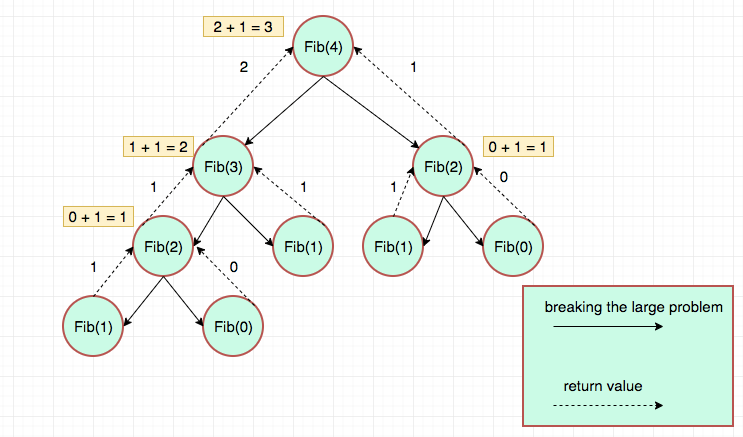 2 + 1 = 3
Fib(4)
2
1
1 + 1 = 2
0 + 1 = 1
Fib(3)
Fib(2)
1
1
1
0
0 + 1 = 1
Fib(2)
Fib(1)
Fib(1)
Fib(0)
1
0
Fib(1)
Fib(0)
breaking the large problem
return value